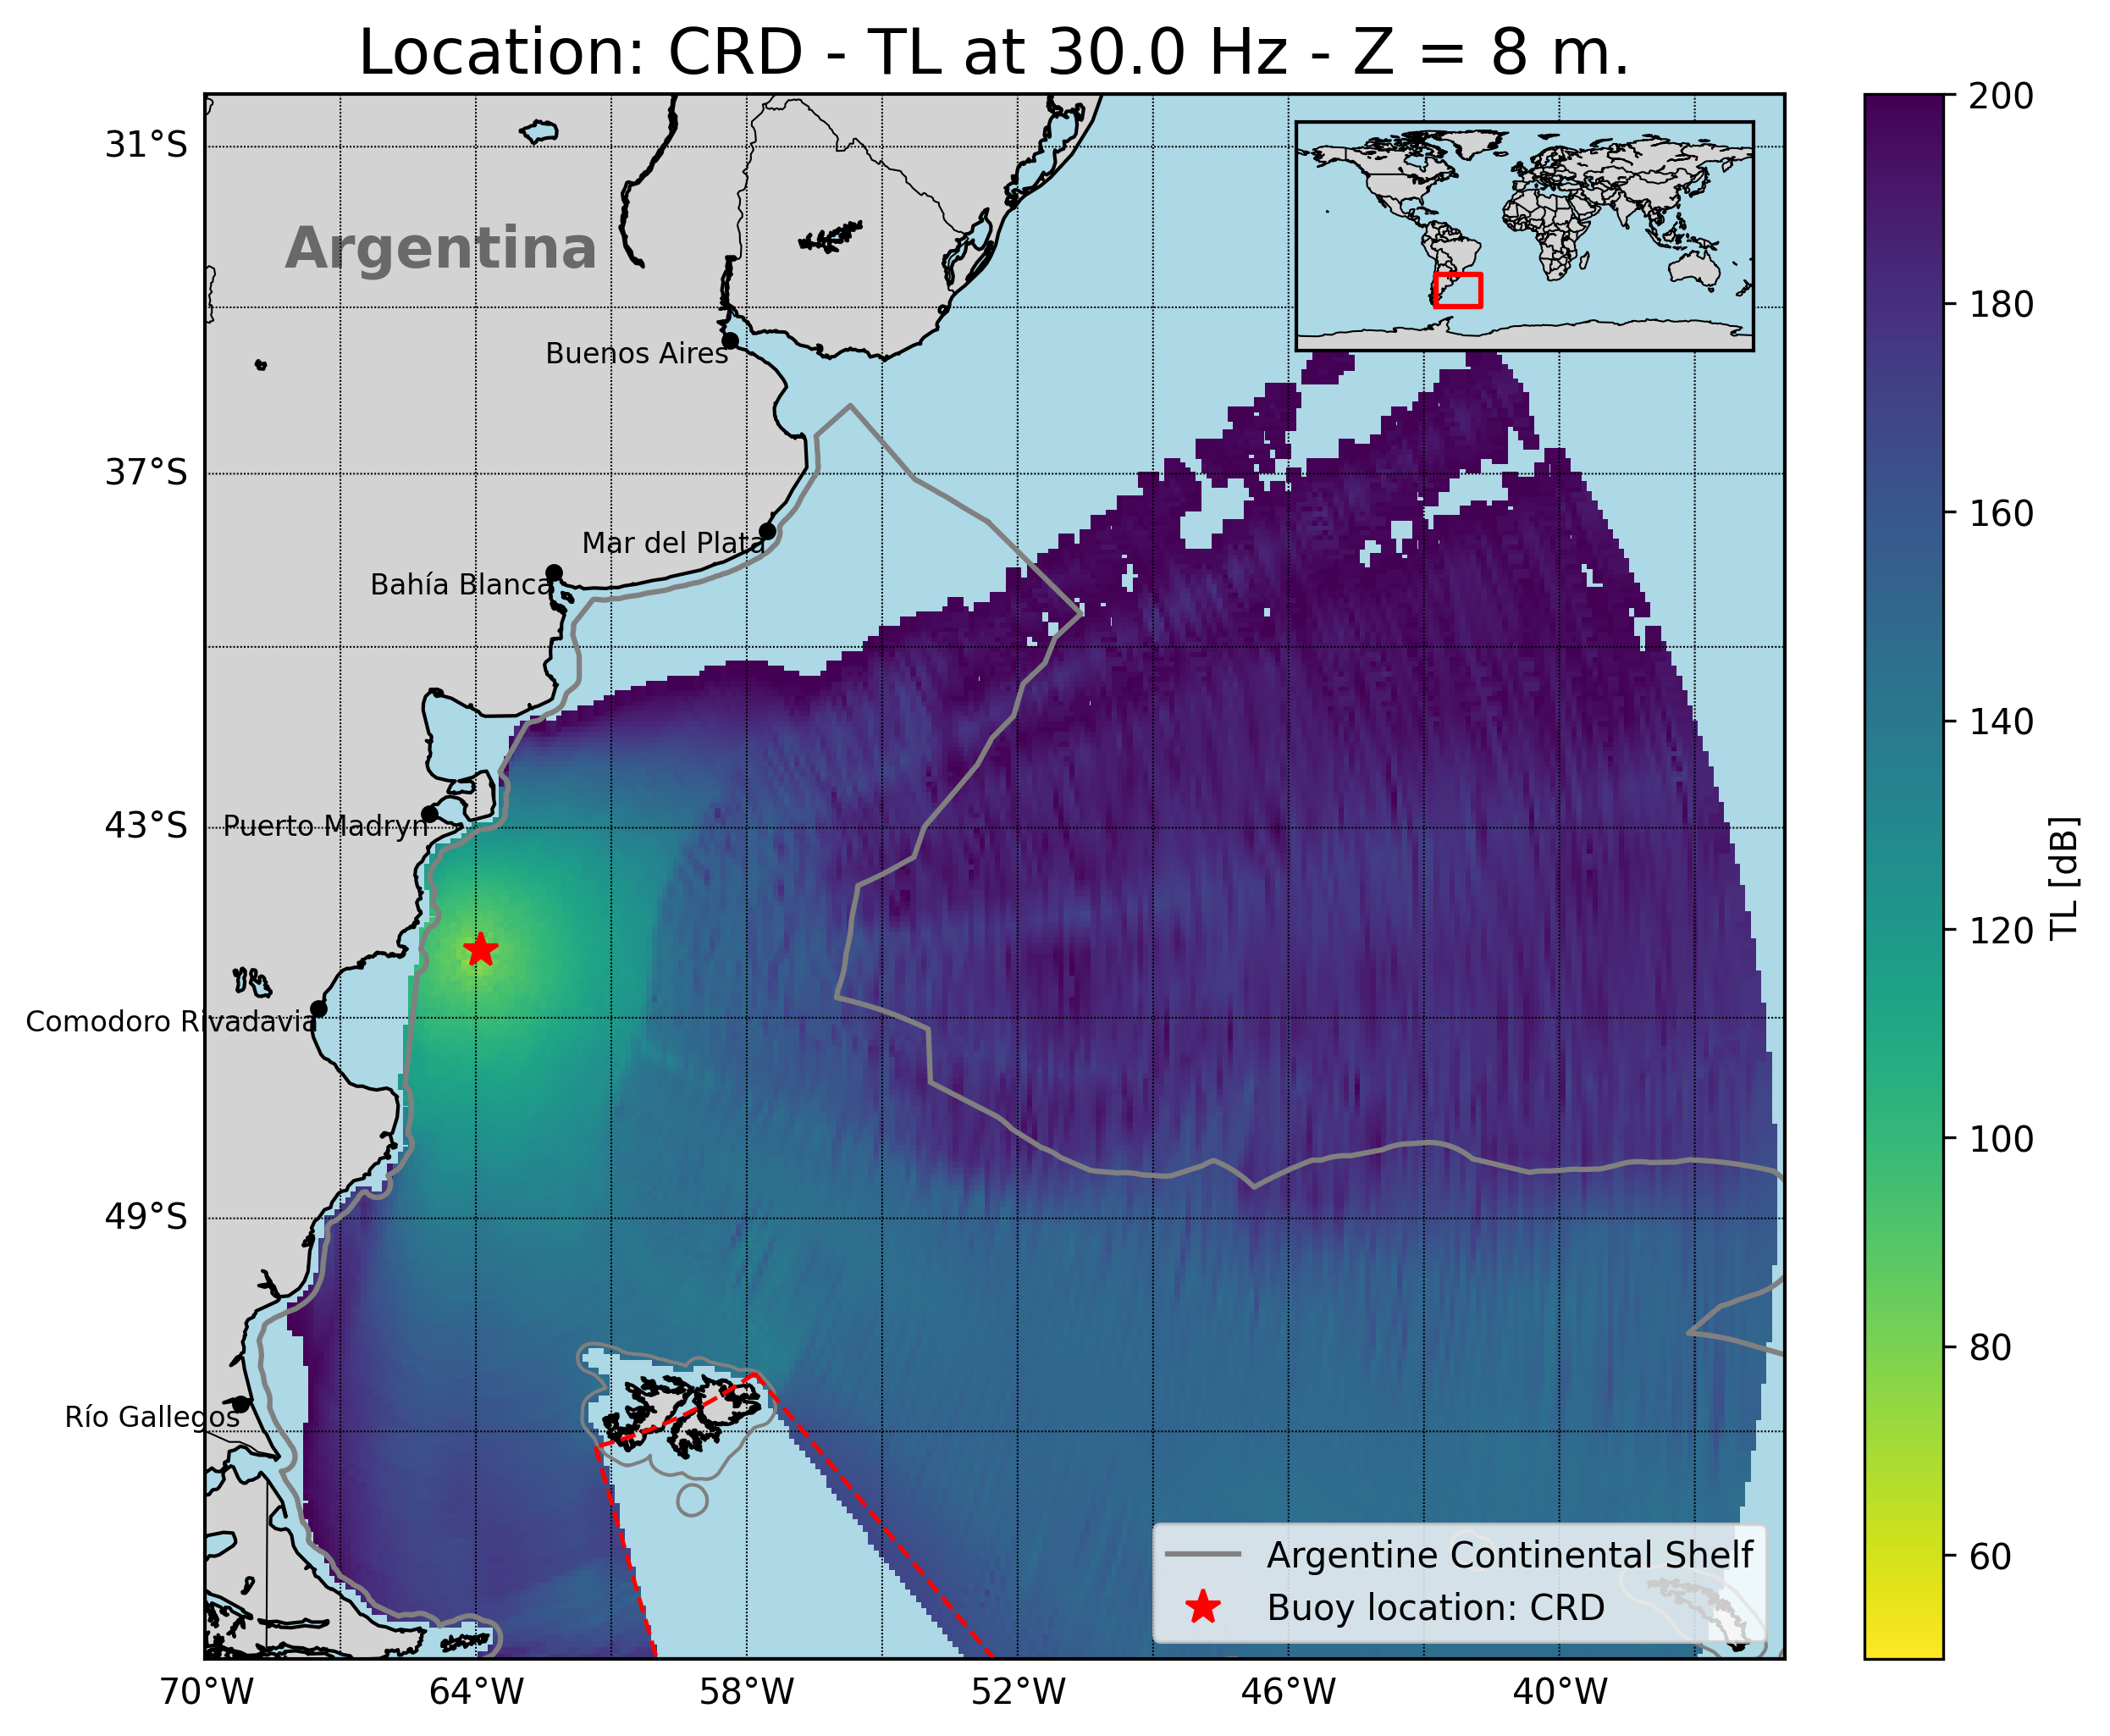 Location: CRD - TL at 30.0 Hz - Z = 8 m.
31°S
37°S
43°S
49°S
Argentina
Buenos Aires
Mar del Plata
Bahía Blanca
Puerto Madryn
Comodoro Rivadavia
Río Gallegos
Argentine Continental Shelf
Buoy location: CRD
70°W
64°W
58°W
52°W
46°W
40°W
200
180
160
140
120
100
80
60
TL [dB]